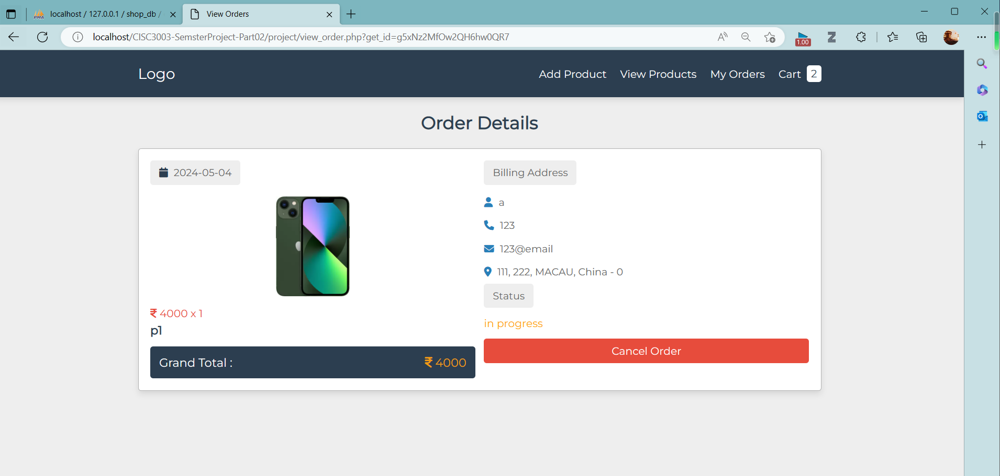 localhost / 127.0.0.1 / shop_db /
View Orders
localhost/CISC3003-SemsterProject-Part02/project/view_order.php?get_id=g5xNz2MfOw2QH6hw0QR7
1.00
Logo
Add Product
View Products
My Orders
Cart 2
Order Details
2024-05-04
₹ 4000 x 1
p1
Grand Total : ₹ 4000
Billing Address
a
123
123@email
111, 222, MACAU, China - 0
Status
in progress
Cancel Order